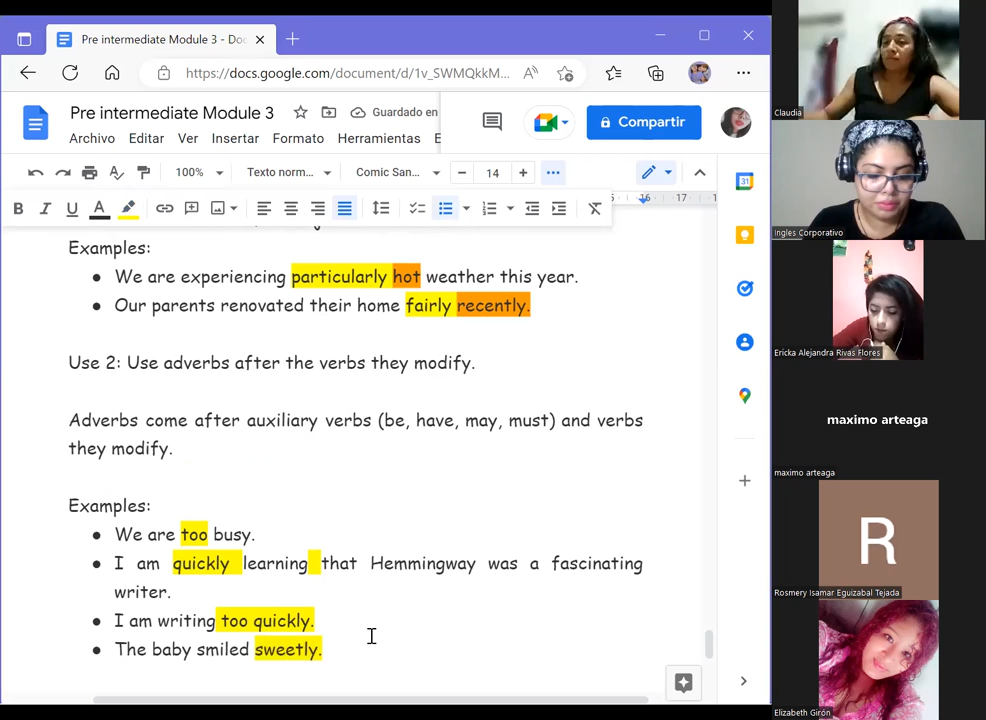 Pre intermediate Module 3 - Doc
https://docs.google.com/document/d/1v_SWMQkkM...
Pre intermediate Module 3
Guardado en
Compartir
Archivo Editar Ver Insertar Formato Herramientas E
100% Texto norm... Comic San... 14
16 17
Examples:
We are experiencing particularly hot weather this year.
Our parents renovated their home fairly recently.
Use 2: Use adverbs after the verbs they modify.
Adverbs come after auxiliary verbs (be, have, may, must) and verbs
they modify.
Examples:
We are too busy.
I am quickly learning that Hemmingway was a fascinating
writer.
I am writing too quickly.
The baby smiled sweetly.
Claudia
Ingles Corporativo
Ericka Alejandra Rivas Flores
maximo arteaga
maximo arteaga
R
Rosmery Isamar Eguizabal Tejada
Elizabeth Girón